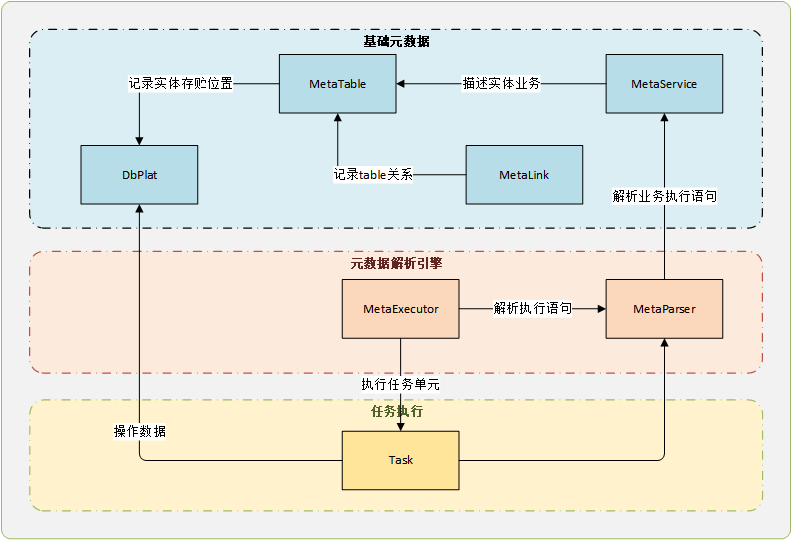 基础元数据
记录实体存贮位置
MetaTable
描述实体业务
MetaService
DbPlat
记录table关系
MetaLink
解析业务执行语句
元数据解析引擎
MetaExecutor
解析执行语句
MetaParser
执行任务单元
任务执行
操作数据
Task